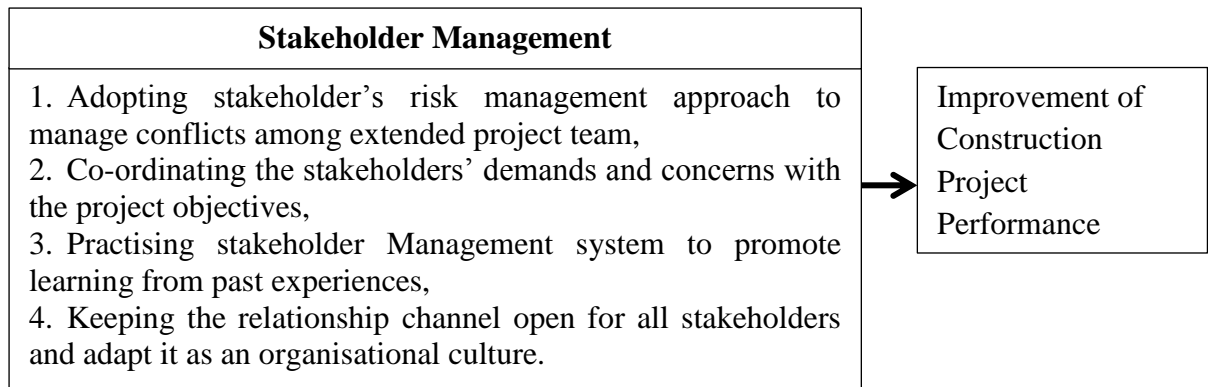 Stakeholder Management
1. Adopting stakeholder's risk management approach to
manage conflicts among extended project team,
2. Co-ordinating the stakeholders' demands and concerns with
the project objectives,
3. Practising stakeholder Management system to promote
learning from past experiences,
4. Keeping the relationship channel open for all stakeholders
and adapt it as an organisational culture.
Improvement of
Construction
Project
Performance